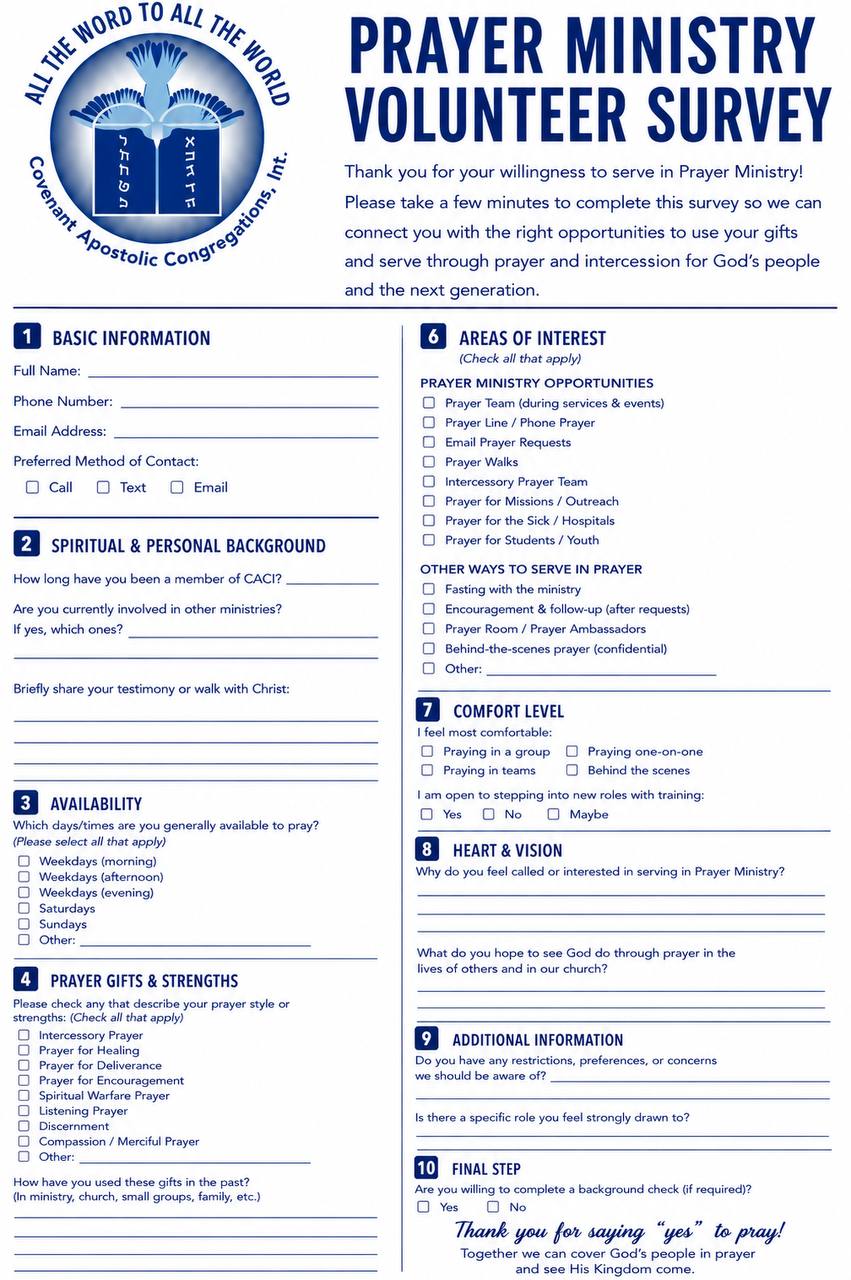 ALL THE WORD TO ALL THE WORLD
Covenant Apostolic Congregations, Int.
PRAYER MINISTRY
VOLUNTEER SURVEY
Thank you for your willingness to serve in Prayer Ministry!
Please take a few minutes to complete this survey so we can
connect you with the right opportunities to use your gifts
and serve through prayer and intercession for God's people
and the next generation.
1 BASIC INFORMATION
Full Name:
Phone Number:
Email Address:
Preferred Method of Contact:
Call Text Email
2 SPIRITUAL & PERSONAL BACKGROUND
How long have you been a member of CACI?
Are you currently involved in other ministries?
If yes, which ones?
Briefly share your testimony or walk with Christ:
3 AVAILABILITY
Which days/times are you generally available to pray?
(Please select all that apply)
Weekdays (morning)
Weekdays (afternoon)
Weekdays (evening)
Saturdays
Sundays
Other:
4 PRAYER GIFTS & STRENGTHS
Please check any that describe your prayer style or
strengths: (Check all that apply)
Intercessory Prayer
Prayer for Healing
Prayer for Deliverance
Prayer for Encouragement
Spiritual Warfare Prayer
Listening Prayer
Discernment
Compassion / Merciful Prayer
Other:
How have you used these gifts in the past?
(In ministry, church, small groups, family, etc.)
6 AREAS OF INTEREST
(Check all that apply)
PRAYER MINISTRY OPPORTUNITIES
Prayer Team (during services & events)
Prayer Line / Phone Prayer
Email Prayer Requests
Prayer Walks
Intercessory Prayer Team
Prayer for Missions / Outreach
Prayer for the Sick / Hospitals
Prayer for Students / Youth
OTHER WAYS TO SERVE IN PRAYER
Fasting with the ministry
Encouragement & follow-up (after requests)
Prayer Room / Prayer Ambassadors
Behind-the-scenes prayer (confidential)
Other:
7 COMFORT LEVEL
I feel most comfortable:
Praying in a group Praying one-on-one
Praying in teams Behind the scenes
I am open to stepping into new roles with training:
Yes No Maybe
8 HEART & VISION
Why do you feel called or interested in serving in Prayer Ministry?
What do you hope to see God do through prayer in the
lives of others and in our church?
9 ADDITIONAL INFORMATION
Do you have any restrictions, preferences, or concerns
we should be aware of?
Is there a specific role you feel strongly drawn to?
10 FINAL STEP
Are you willing to complete a background check (if required)?
Yes No
Thank you for saying "yes" to pray!
Together we can cover God's people in prayer
and see His Kingdom come.